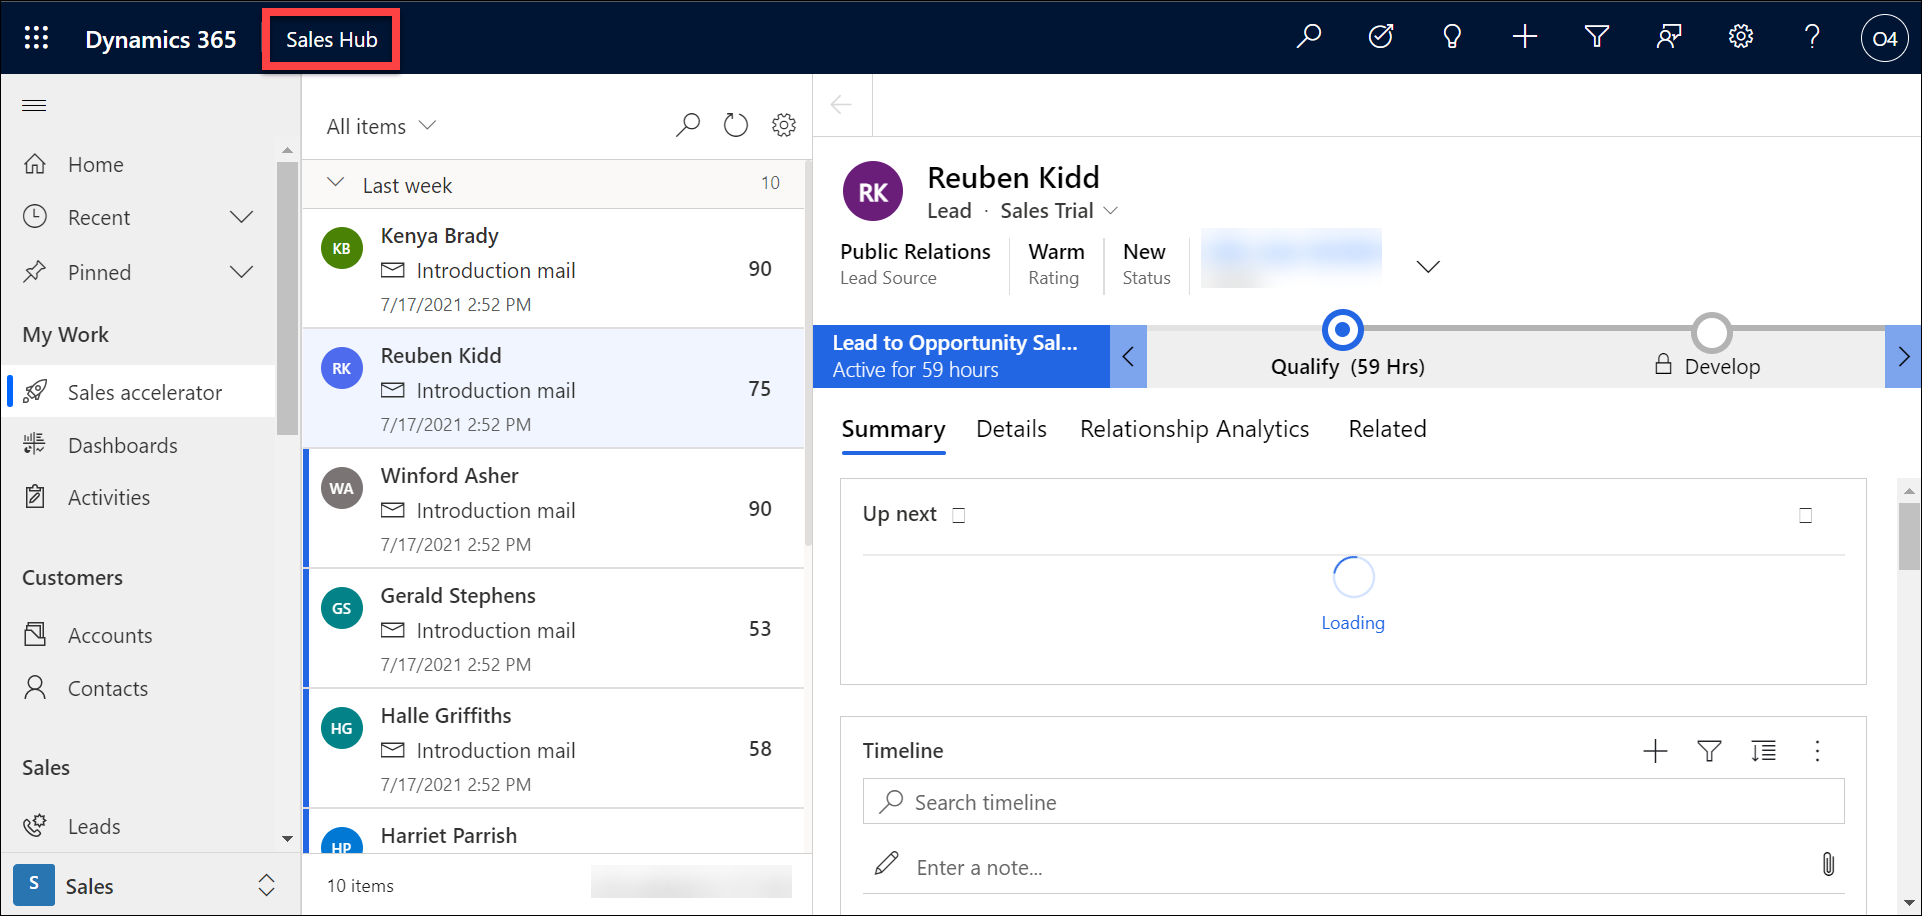 Dynamics 365
Sales Hub
O4
Home
Recent
Pinned
My Work
Sales accelerator
Dashboards
Activities
Customers
Accounts
Contacts
Sales
Leads
S
Sales
All items
Last week 10
KB
Kenya Brady
Introduction mail 90
7/17/2021 2:52 PM
RK
Reuben Kidd
Introduction mail 75
7/17/2021 2:52 PM
WA
Winford Asher
Introduction mail 90
7/17/2021 2:52 PM
GS
Gerald Stephens
Introduction mail 53
7/17/2021 2:52 PM
HG
Halle Griffiths
Introduction mail 58
7/17/2021 2:52 PM
HP
Harriet Parrish
10 items
RK
Reuben Kidd
Lead · Sales Trial
Public Relations
Lead Source
Warm
Rating
New
Status
Lead to Opportunity Sal...
Active for 59 hours
Qualify (59 Hrs)
Develop
Summary Details Relationship Analytics Related
Up next
Loading
Timeline
Search timeline
Enter a note...